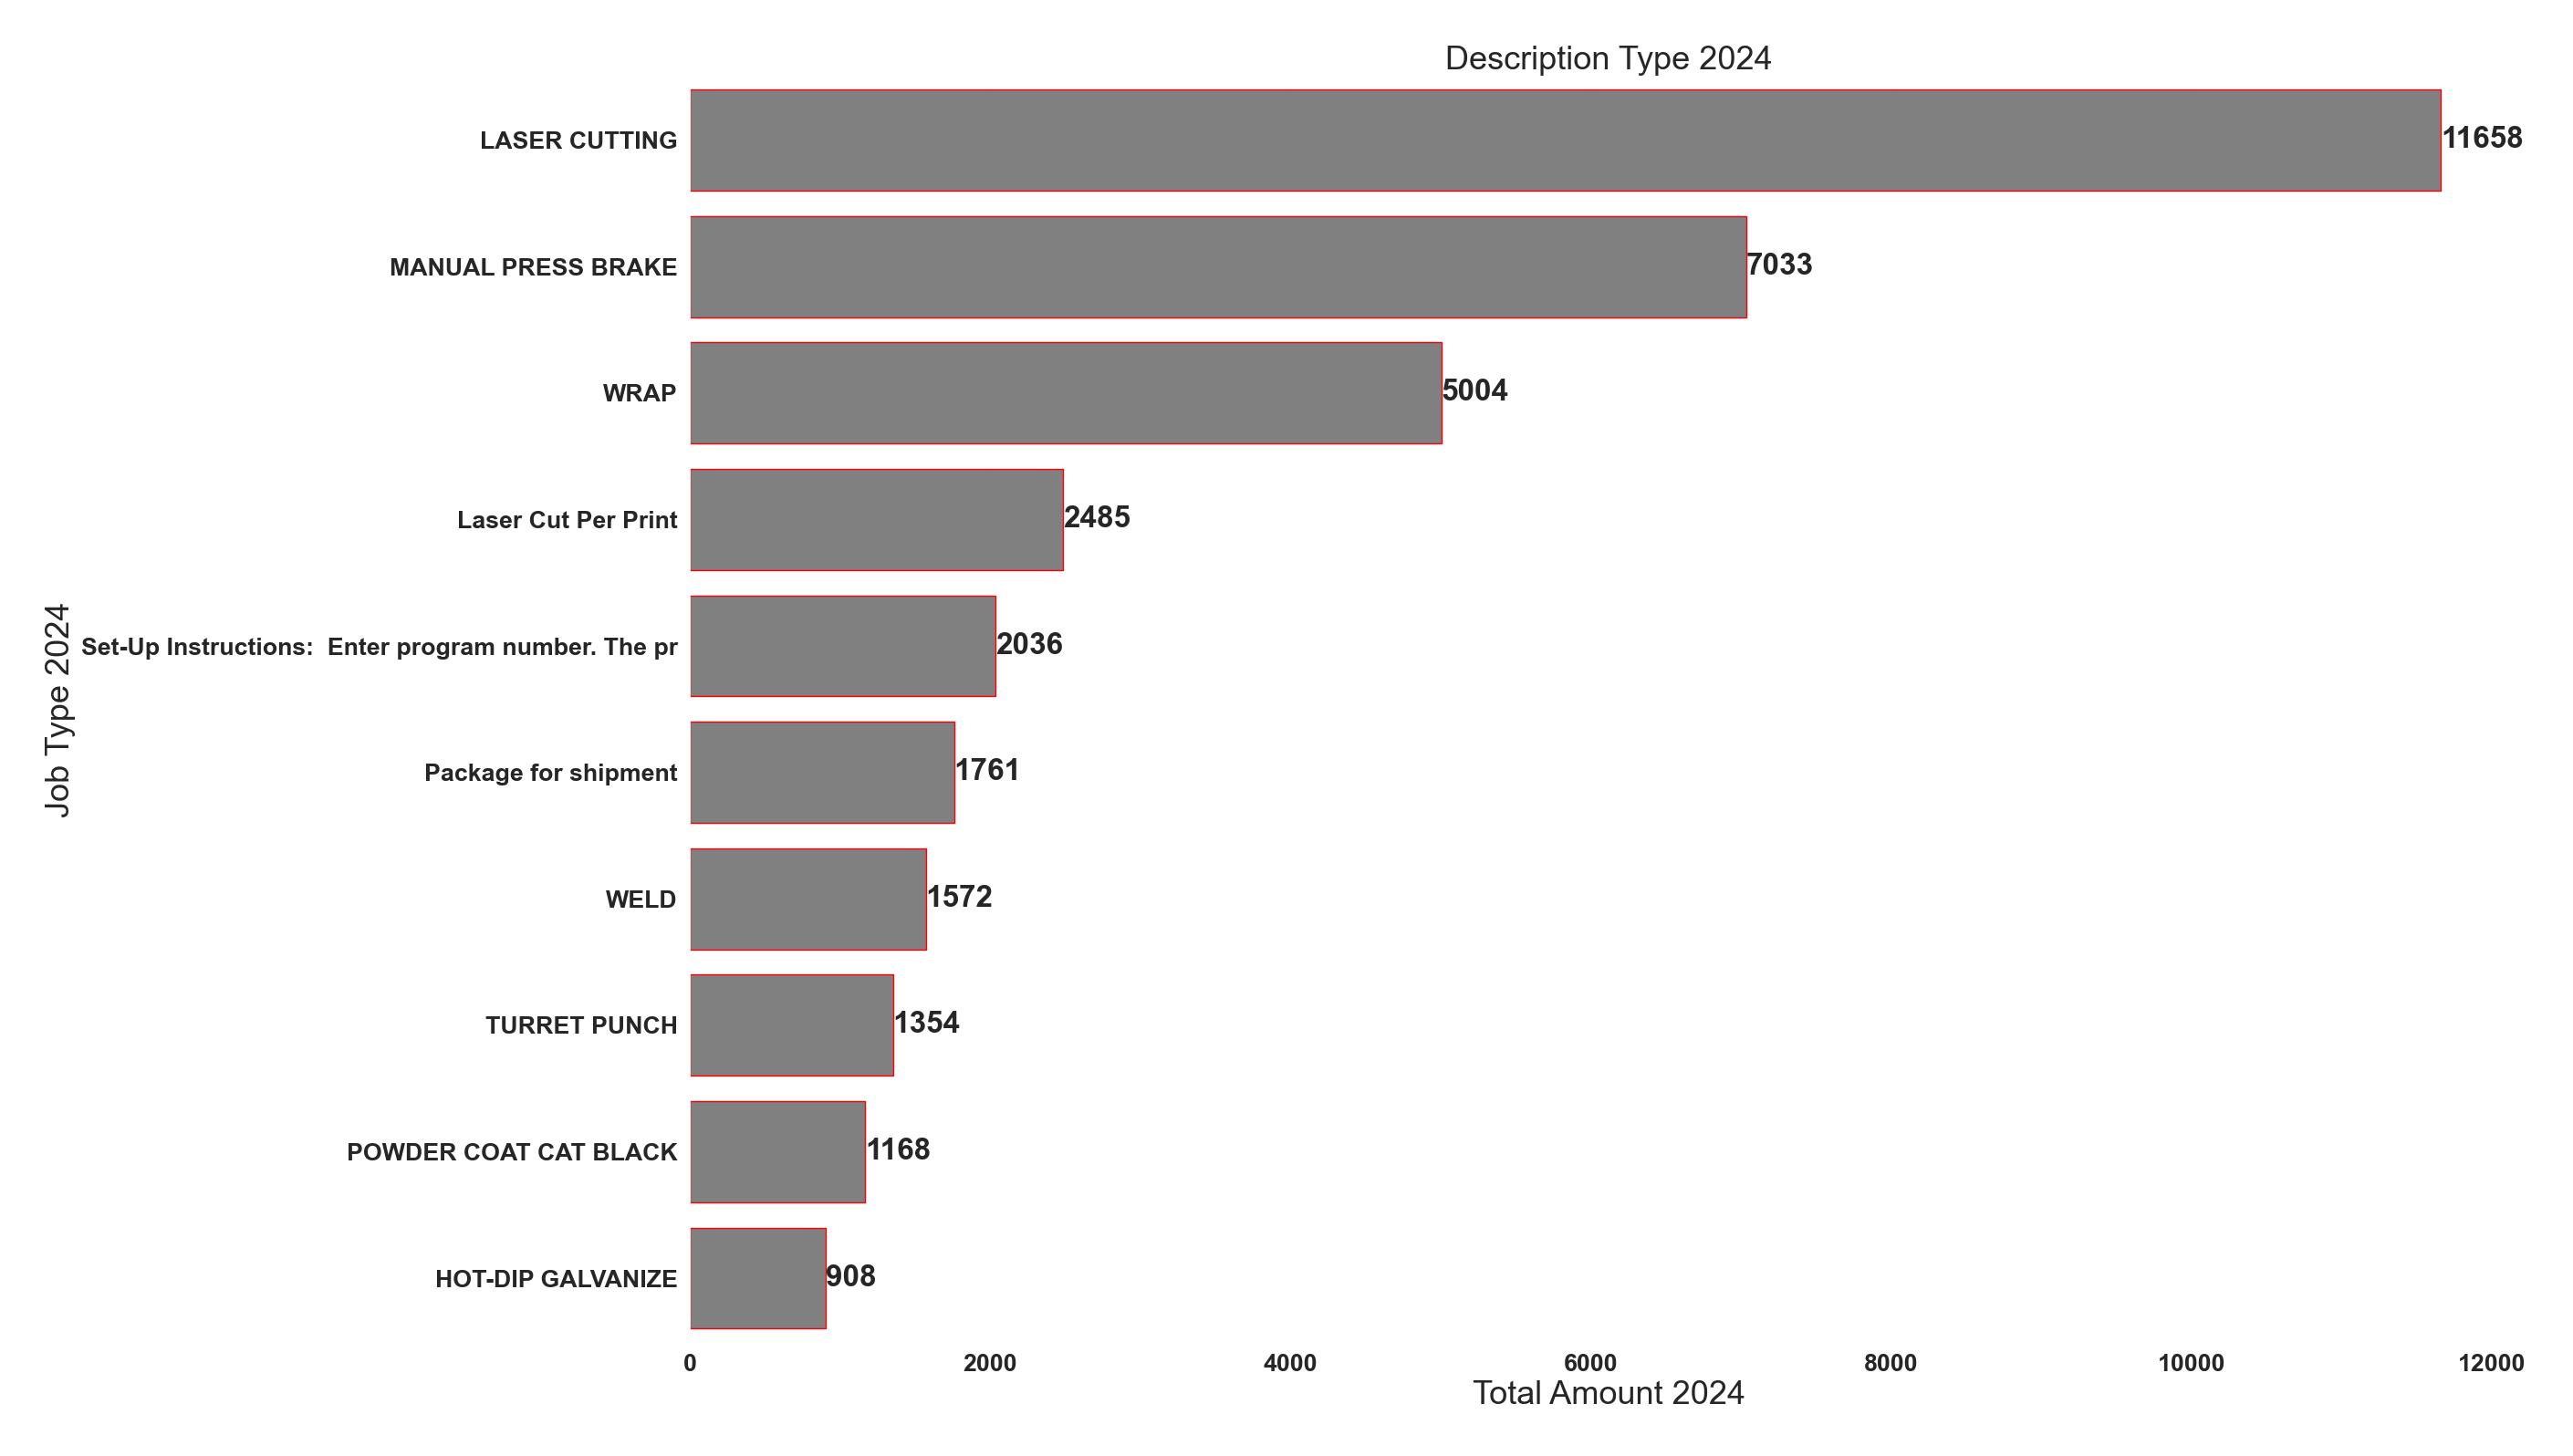 Description Type 2024
LASER CUTTING 11658
MANUAL PRESS BRAKE 7033
WRAP 5004
Laser Cut Per Print 2485
Set-Up Instructions:  Enter program number. The pr 2036
Package for shipment 1761
WELD 1572
TURRET PUNCH 1354
POWDER COAT CAT BLACK 1168
HOT-DIP GALVANIZE 908
Job Type 2024
0 2000 4000 6000 8000 10000 12000
Total Amount 2024